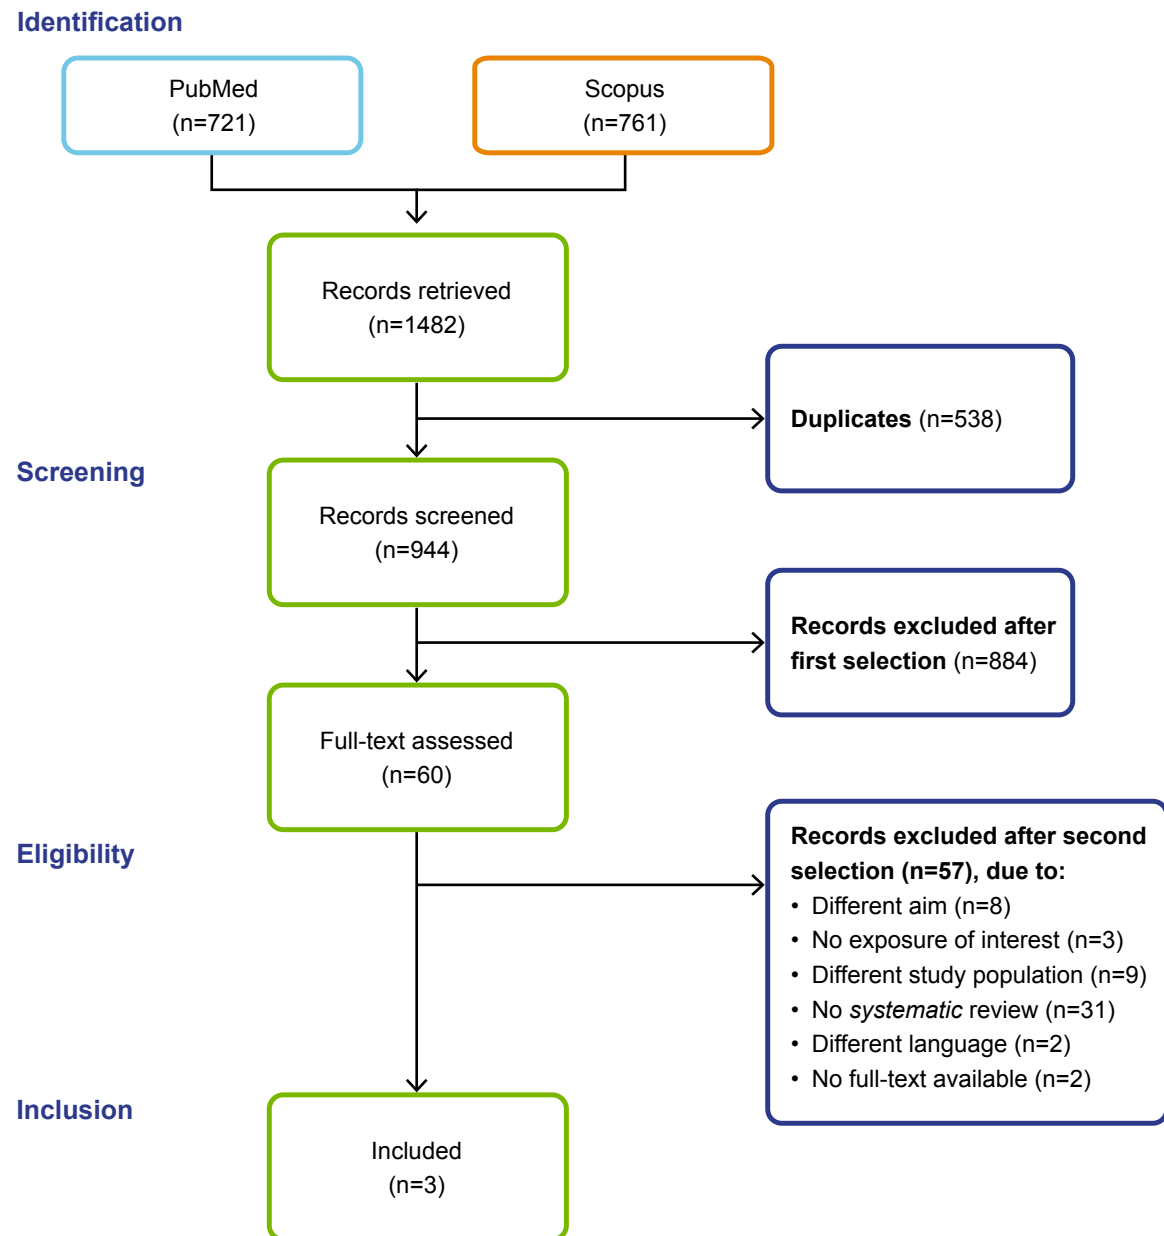 Identification
PubMed
(n=721)
Scopus
(n=761)
Records retrieved
(n=1482)
Duplicates (n=538)
Screening
Records screened
(n=944)
Records excluded after
first selection (n=884)
Full-text assessed
(n=60)
Eligibility
Records excluded after second
selection (n=57), due to:
• Different aim (n=8)
• No exposure of interest (n=3)
• Different study population (n=9)
• No systematic review (n=31)
• Different language (n=2)
• No full-text available (n=2)
Inclusion
Included
(n=3)